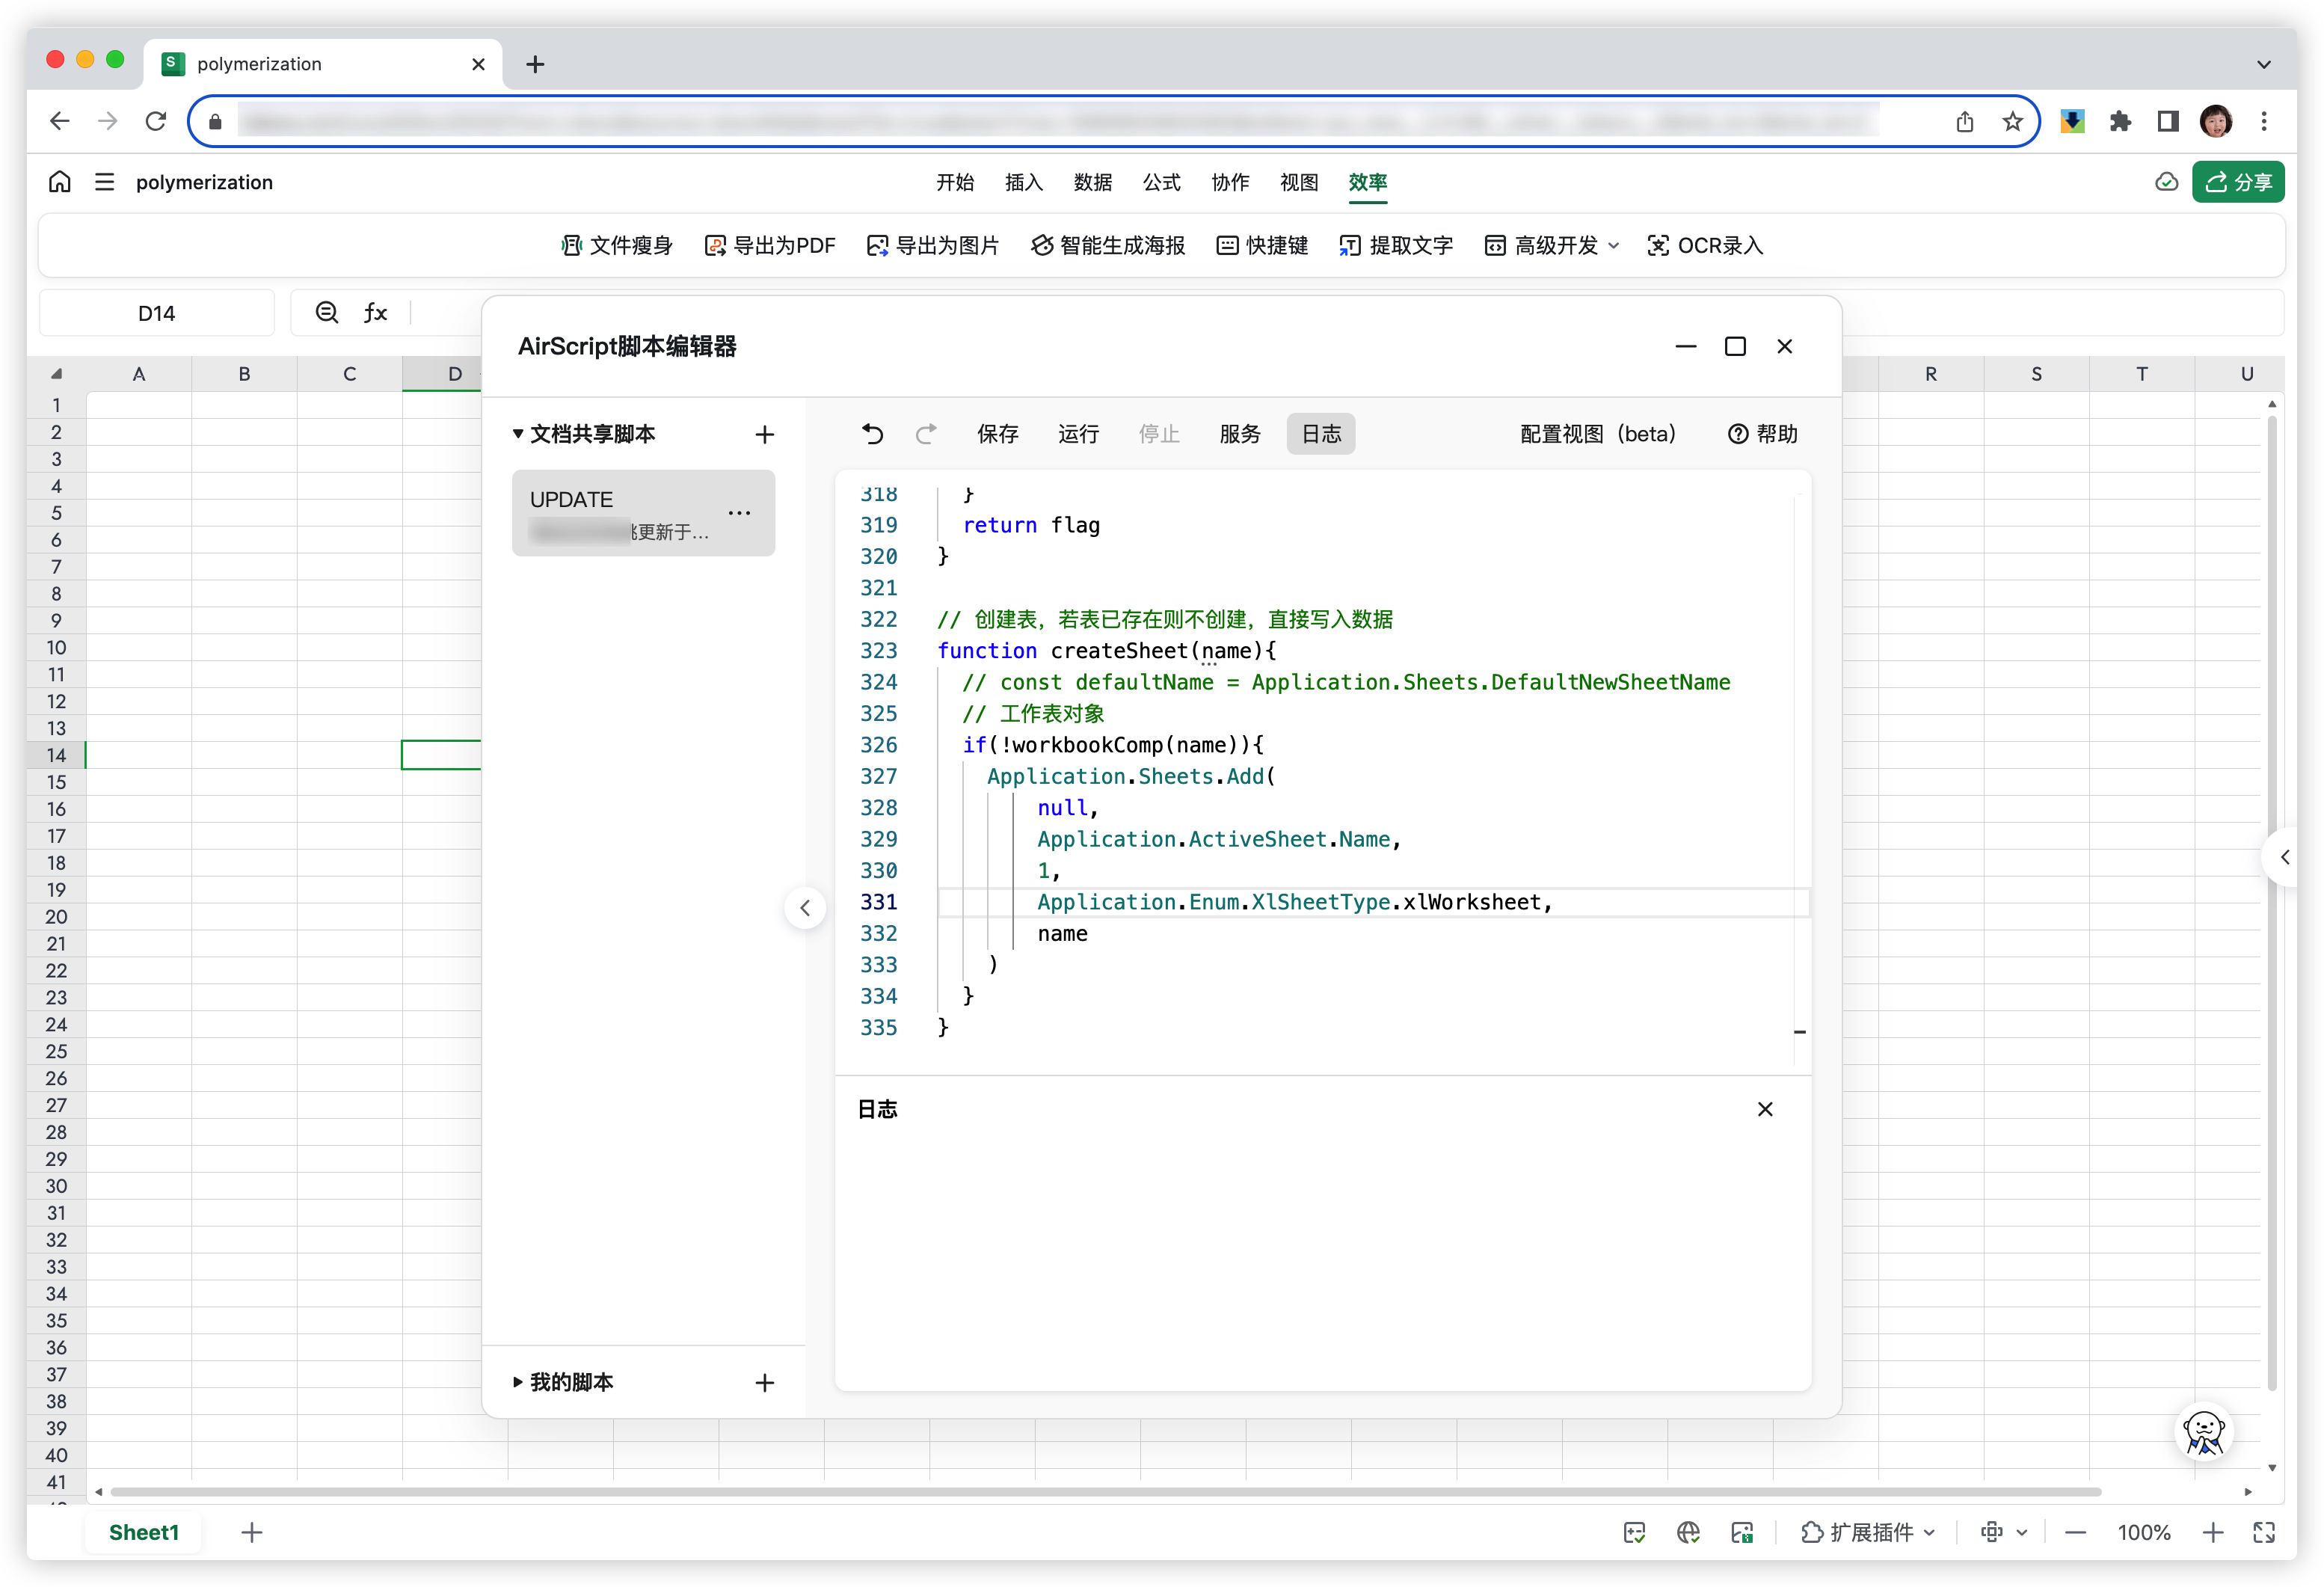 polymerization
polymerization
开始 插入 数据 公式 协作 视图 效率
分享
文件瘦身 导出为PDF 导出为图片 智能生成海报 快捷键 提取文字 高级开发 OCR录入
D14 fx
AirScript脚本编辑器
A B C D R S T U
文档共享脚本
保存 运行 停止 服务 日志 配置视图（beta） 帮助
UPDATE
更新于...
318 }
319 return flag
320 }
321
322 // 创建表，若表已存在则不创建，直接写入数据
323 function createSheet(name){
324 // const defaultName = Application.Sheets.DefaultNewSheetName
325 // 工作表对象
326 if(!workbookComp(name)){
327 Application.Sheets.Add(
328 null,
329 Application.ActiveSheet.Name,
330 1,
331 Application.Enum.XlSheetType.xlWorksheet,
332 name
333 )
334 }
335 }
日志
我的脚本
1
2
3
4
5
6
7
8
9
10
11
12
13
14
15
16
17
18
19
20
21
22
23
24
25
26
27
28
29
30
31
32
33
34
35
36
37
38
39
40
41
Sheet1
扩展插件 100%